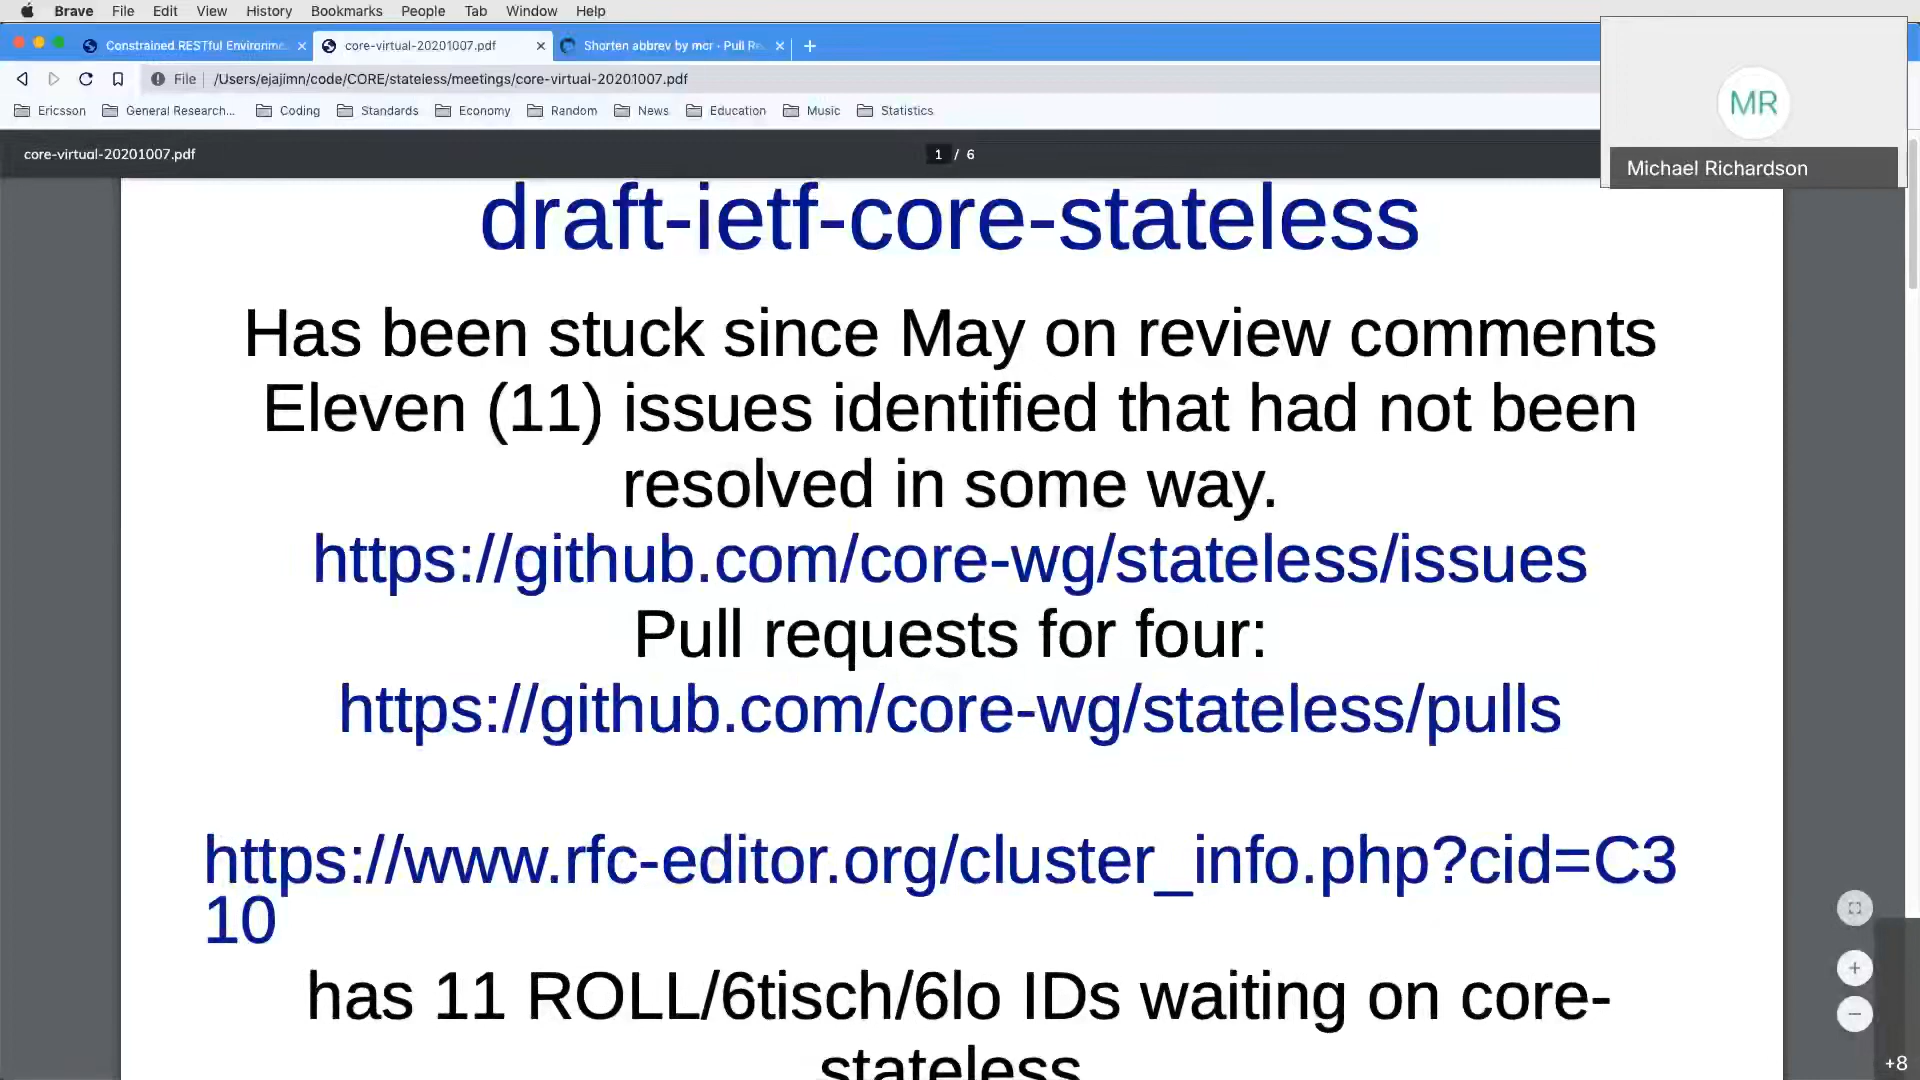 Brave File Edit View History Bookmarks People Tab Window Help
Constrained RESTful Environme core-virtual-20201007.pdf Shorten abbrev by mcr · Pull Re
File /Users/ejajimn/code/CORE/stateless/meetings/core-virtual-20201007.pdf
Ericsson General Research... Coding Standards Economy Random News Education Music Statistics
MR
Michael Richardson
core-virtual-20201007.pdf 1 / 6
draft-ietf-core-stateless
Has been stuck since May on review comments
Eleven (11) issues identified that had not been
resolved in some way.
https://github.com/core-wg/stateless/issues
Pull requests for four:
https://github.com/core-wg/stateless/pulls
https://www.rfc-editor.org/cluster_info.php?cid=C3
10
has 11 ROLL/6tisch/6lo IDs waiting on core-
stateless
+8